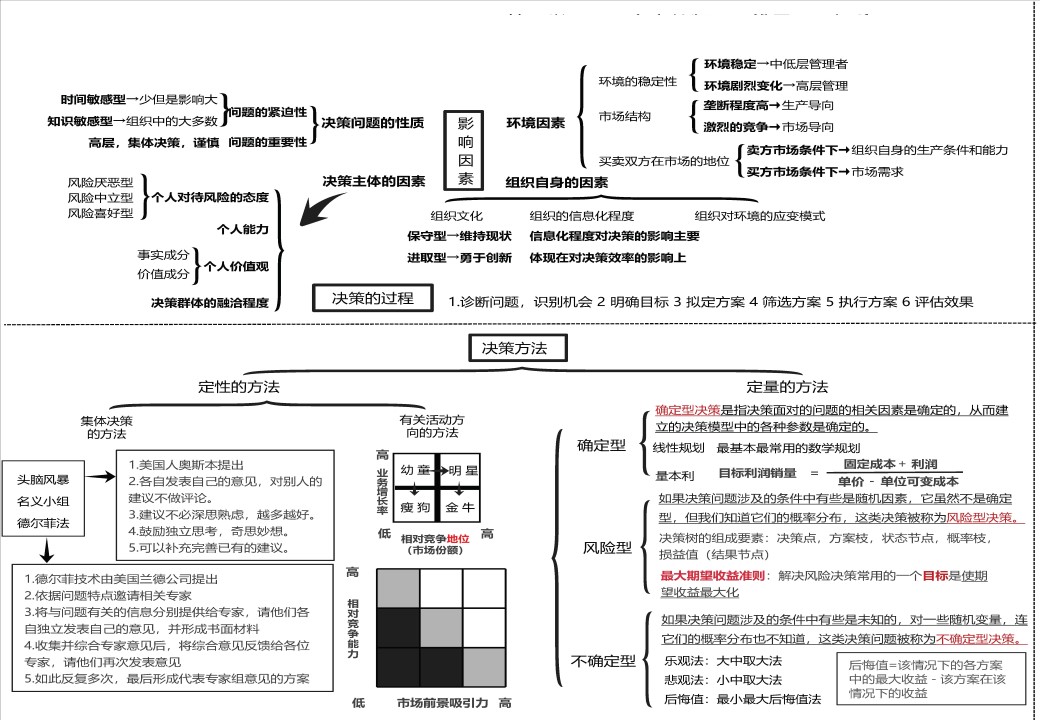 影响因素
环境因素
环境的稳定性
环境稳定→中低层管理者
环境剧烈变化→高层管理
市场结构
垄断程度高→生产导向
激烈的竞争→市场导向
买卖双方在市场的地位
卖方市场条件下→组织自身的生产条件和能力
买方市场条件下→市场需求
决策问题的性质
时间敏感型→少但是影响大
知识敏感型→组织中的大多数
问题的紧迫性
高层，集体决策，谨慎 问题的重要性
决策主体的因素
风险厌恶型
风险中立型
风险喜好型
个人对待风险的态度
个人能力
事实成分
价值成分
个人价值观
决策群体的融洽程度
组织自身的因素
组织文化 组织的信息化程度 组织对环境的应变模式
保守型→维持现状 信息化程度对决策的影响主要
进取型→勇于创新 体现在对决策效率的影响上
决策的过程
1.诊断问题，识别机会 2 明确目标 3 拟定方案 4 筛选方案 5 执行方案 6 评估效果
决策方法
定性的方法
集体决策
的方法
头脑风暴
名义小组
德尔菲法
1.美国人奥斯本提出
2.各自发表自己的意见，对别人的
建议不做评论。
3.建议不必深思熟虑，越多越好。
4.鼓励独立思考，奇思妙想。
5.可以补充完善已有的建议。
1.德尔菲技术由美国兰德公司提出
2.依据问题特点邀请相关专家
3.将与问题有关的信息分别提供给专家，请他们各
自独立发表自己的意见，并形成书面材料
4.收集并综合专家意见后，将综合意见反馈给各位
专家，请他们再次发表意见
5.如此反复多次，最后形成代表专家组意见的方案
有关活动方
向的方法
高
业务增长率
幼童 明星
瘦狗 金牛
低 相对竞争地位 高
(市场份额)
高
相对竞争能力
低 市场前景吸引力 高
定量的方法
确定型
确定型决策是指决策面对的问题的相关因素是确定的，从而建
立的决策模型中的各种参数是确定的。
线性规划 最基本最常用的数学规划
量本利 目标利润销量 =
固定成本 + 利润
单价 - 单位可变成本
风险型
如果决策问题涉及的条件中有些是随机因素，它虽然不是确定
型，但我们知道它们的概率分布，这类决策被称为风险型决策。
决策树的组成要素：决策点，方案枝，状态节点，概率枝，
损益值（结果节点）
最大期望收益准则：解决风险决策常用的一个目标是使期
望收益最大化
不确定型
如果决策问题涉及的条件中有些是未知的，对一些随机变量，连
它们的概率分布也不知道，这类决策问题被称为不确定型决策。
乐观法：大中取大法
悲观法：小中取大法
后悔值：最小最大后悔值法
后悔值=该情况下的各方案
中的最大收益 - 该方案在该
情况下的收益